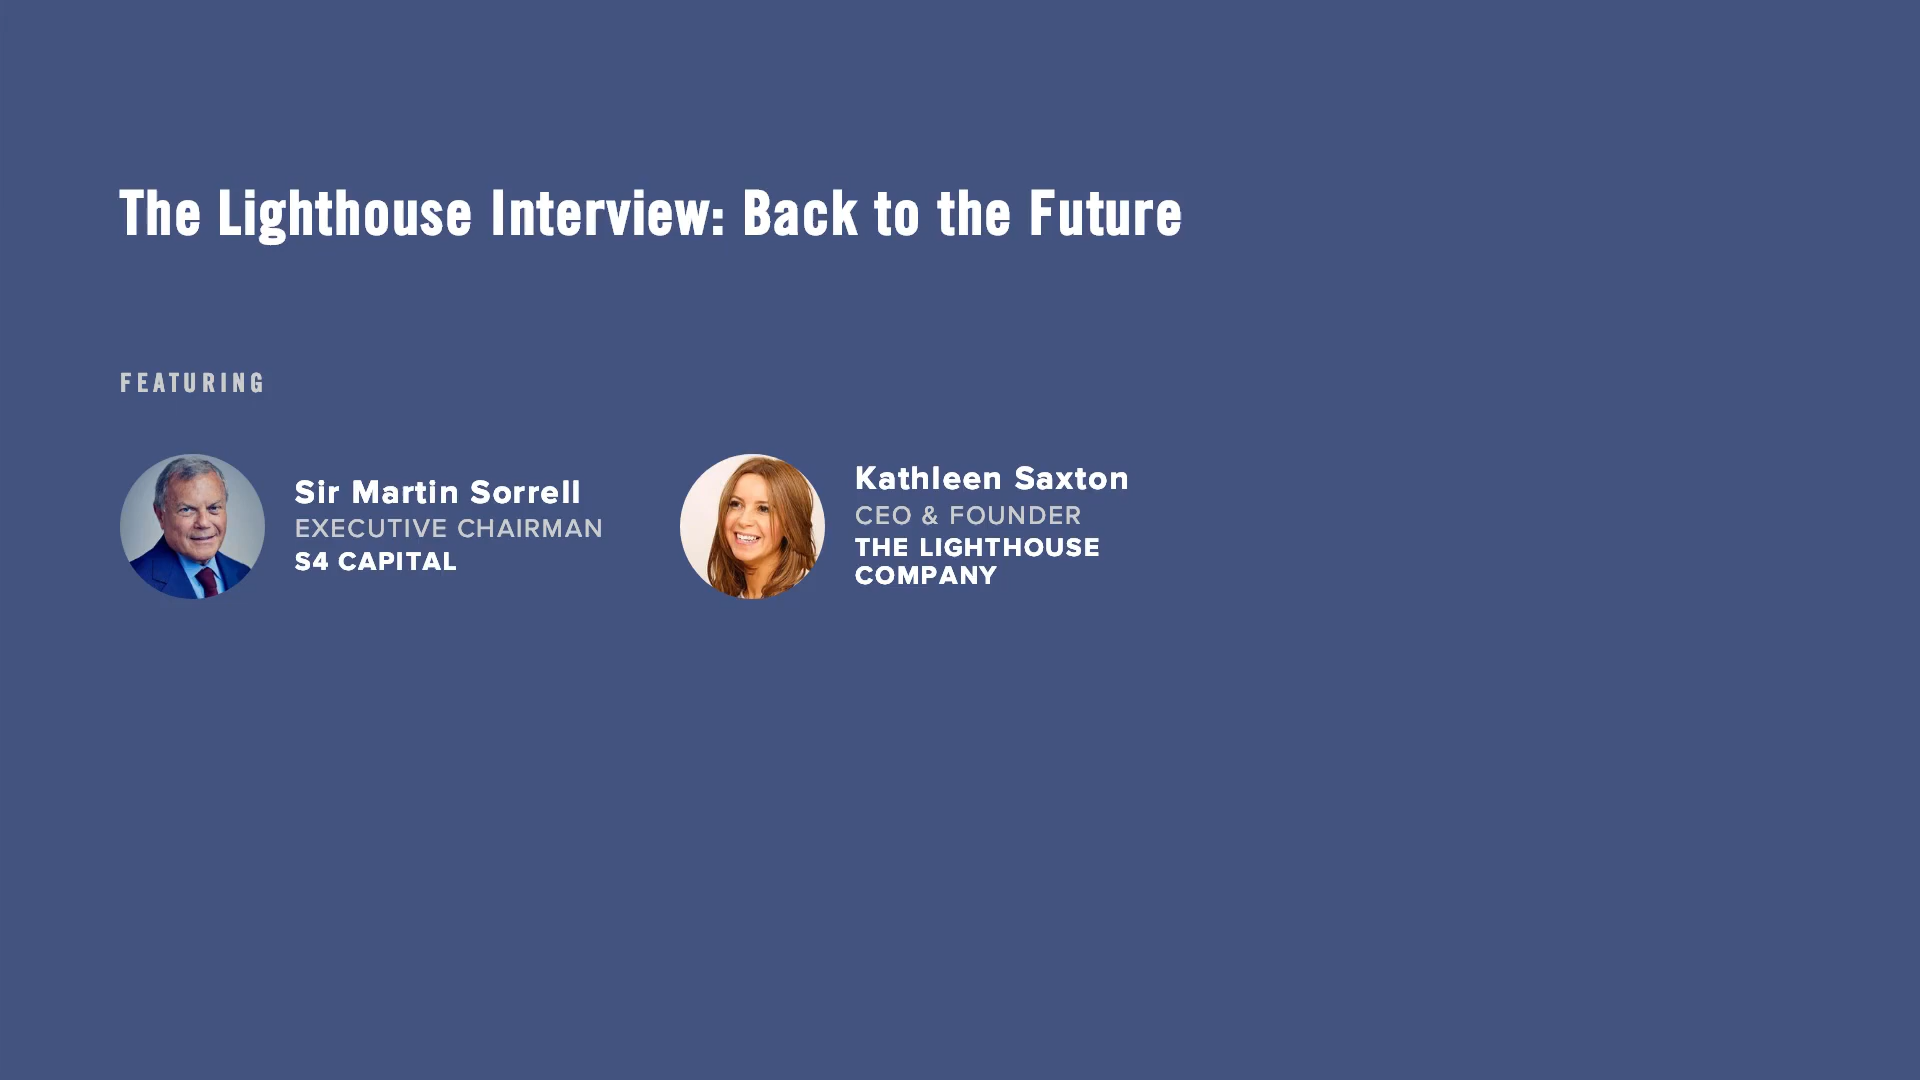 The Lighthouse Interview: Back to the Future
FEATURING
Sir Martin Sorrell
EXECUTIVE CHAIRMAN
S4 CAPITAL
Kathleen Saxton
CEO & FOUNDER
THE LIGHTHOUSE
COMPANY